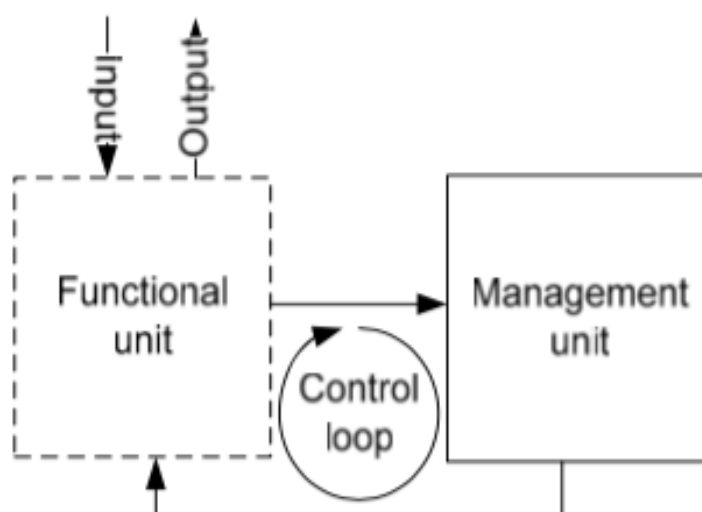 Input
Output
Functional
unit
Management
unit
Control
loop